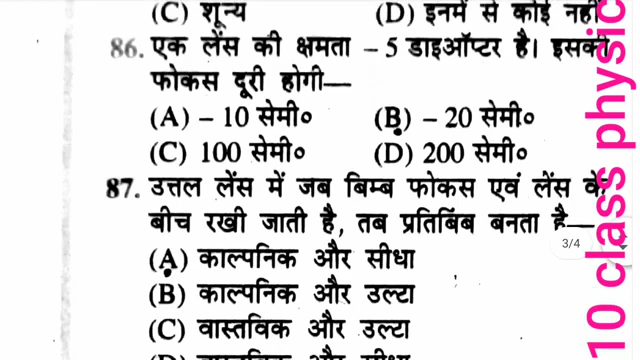 (C) शून्य (D) इनमें से कोई नहीं
86. एक लेंस की क्षमता – 5 डाइऑप्टर है। इसकी
फोकस दूरी होगी—
(A) – 10 सेमी० (B) – 20 सेमी०
(C) 100 सेमी० (D) 200 सेमी०
87. उत्तल लेंस में जब बिम्ब फोकस एवं लेंस के
बीच रखी जाती है, तब प्रतिबिंब बनता है—
3/4
(A) काल्पनिक और सीधा
(B) काल्पनिक और उल्टा
(C) वास्तविक और उल्टा
(D) वास्तविक और सीधा
10 class physic